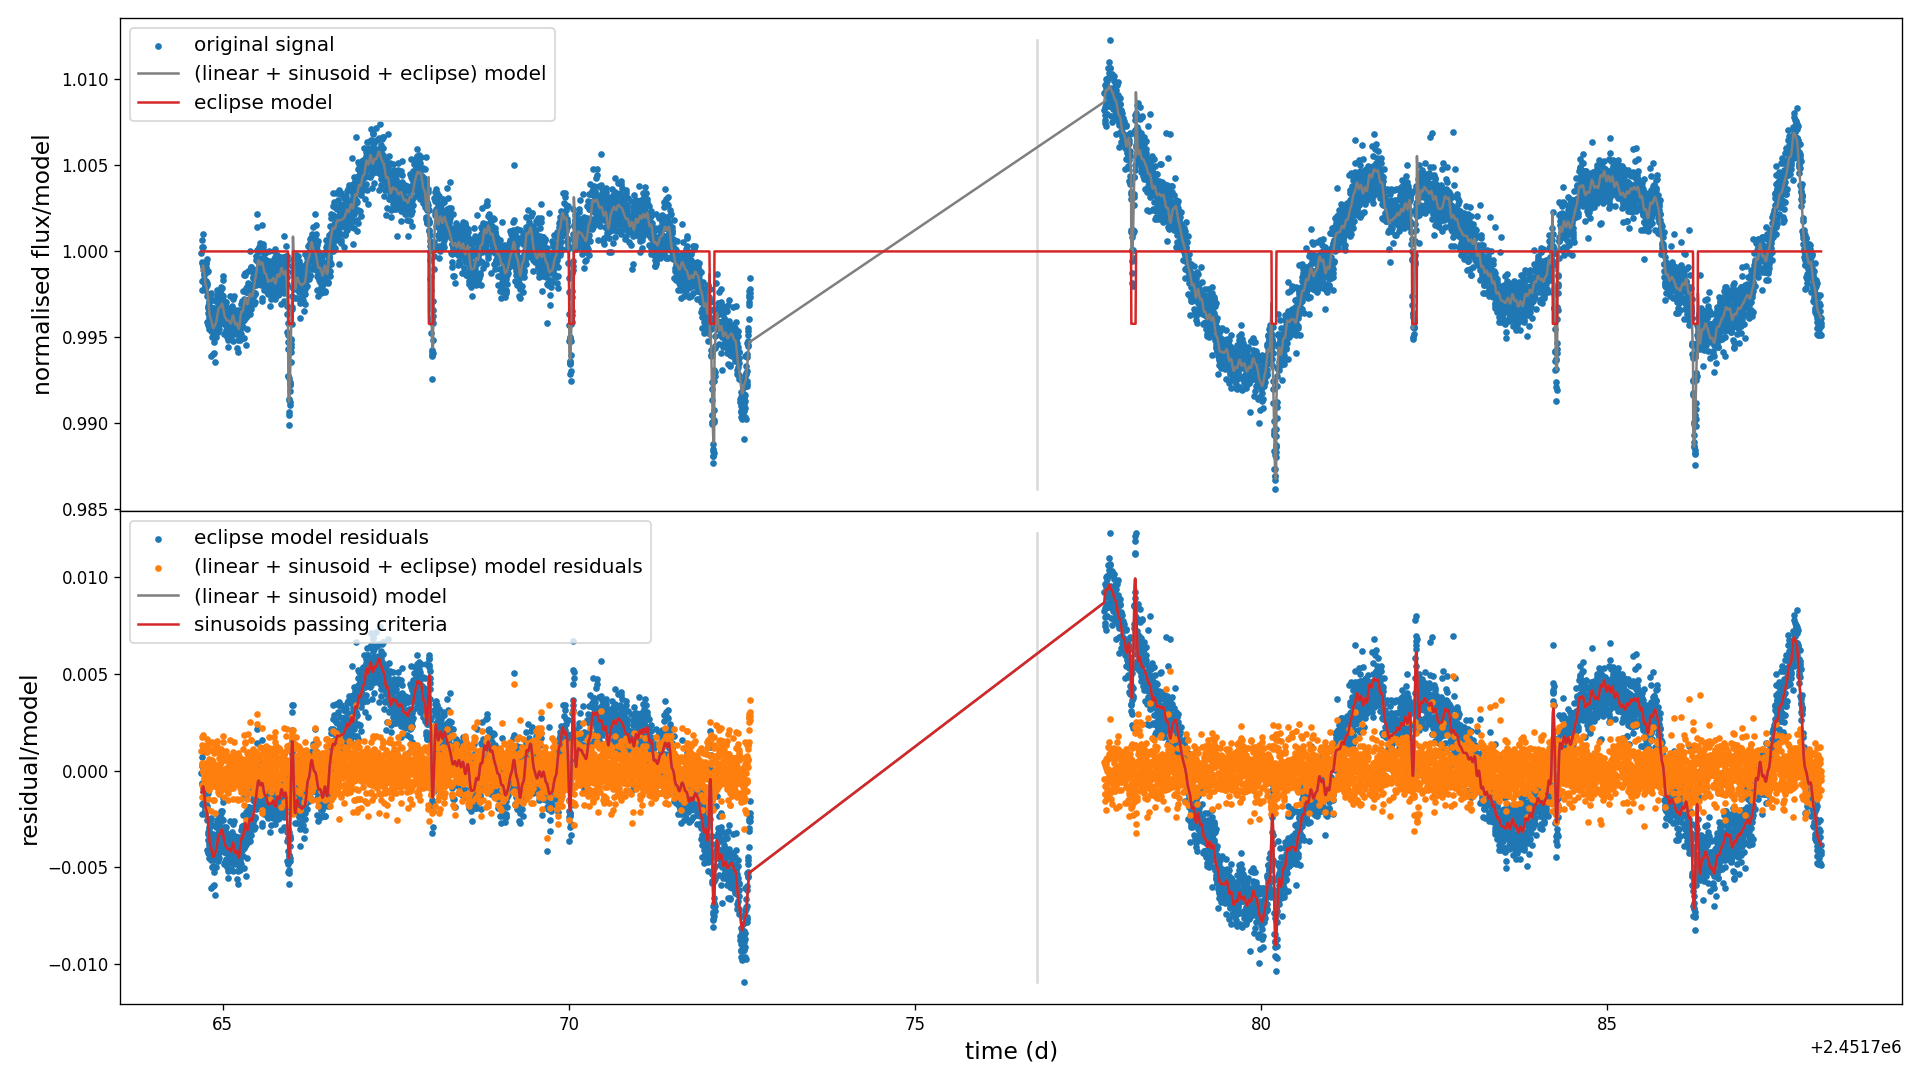 original signal
(linear + sinusoid + eclipse) model
eclipse model
normalised flux/model
1.010
1.005
1.000
0.995
0.990
0.985
eclipse model residuals
(linear + sinusoid + eclipse) model residuals
(linear + sinusoid) model
sinusoids passing criteria
residual/model
0.010
0.005
0.000
−0.005
−0.010
65
70
75
80
85
time (d)
+2.4517e6